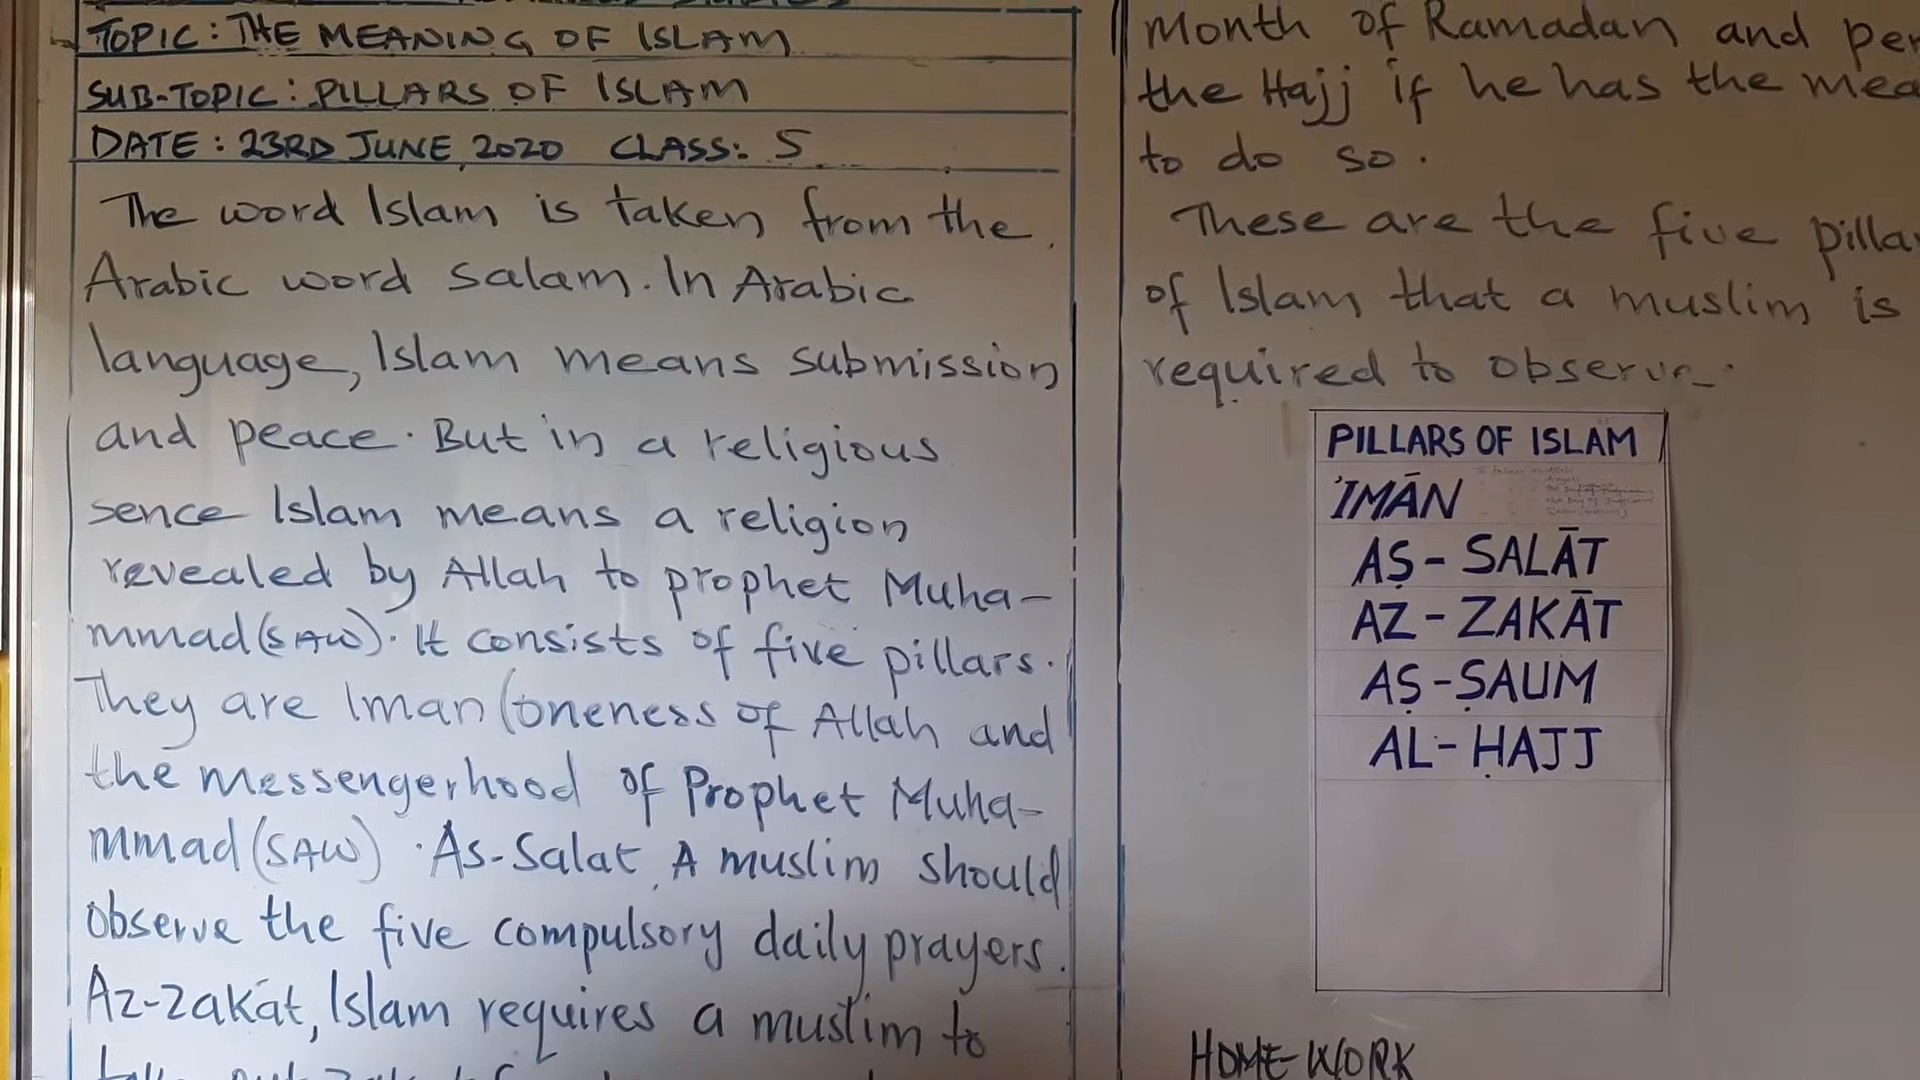 TOPIC: THE MEANING OF ISLAM
SUB-TOPIC: PILLARS OF ISLAM
DATE: 23RD JUNE, 2020 CLASS: 5
The word Islam is taken from the
Arabic word salam. In Arabic
language, Islam means submission
and peace. But in a religious
sence Islam means a religion
revealed by Allah to prophet Muha-
mmad(SAW). It consists of five pillars.
They are Iman (oneness of Allah and
the messengerhood of Prophet Muha-
mmad(SAW). As-Salat, A muslim should
observe the five compulsory daily prayers.
Az-zakat, Islam requires a muslim to
month of Ramadan and per
the Hajj if he has the mea
to do so.
These are the five pilla
of Islam that a muslim is
required to observe.
PILLARS OF ISLAM
'IMĀN
AṢ-SALĀT
AZ-ZAKĀT
AṢ-ṢAUM
AL-ḤAJJ
HOME-WORK